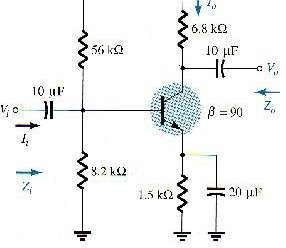 I_o
6.8 kΩ
56 kΩ
10 μF
V_o
10 μF
V_i
β = 90
Z_o
I_i
8.2 kΩ
Z_i
1.5 kΩ
20 μF